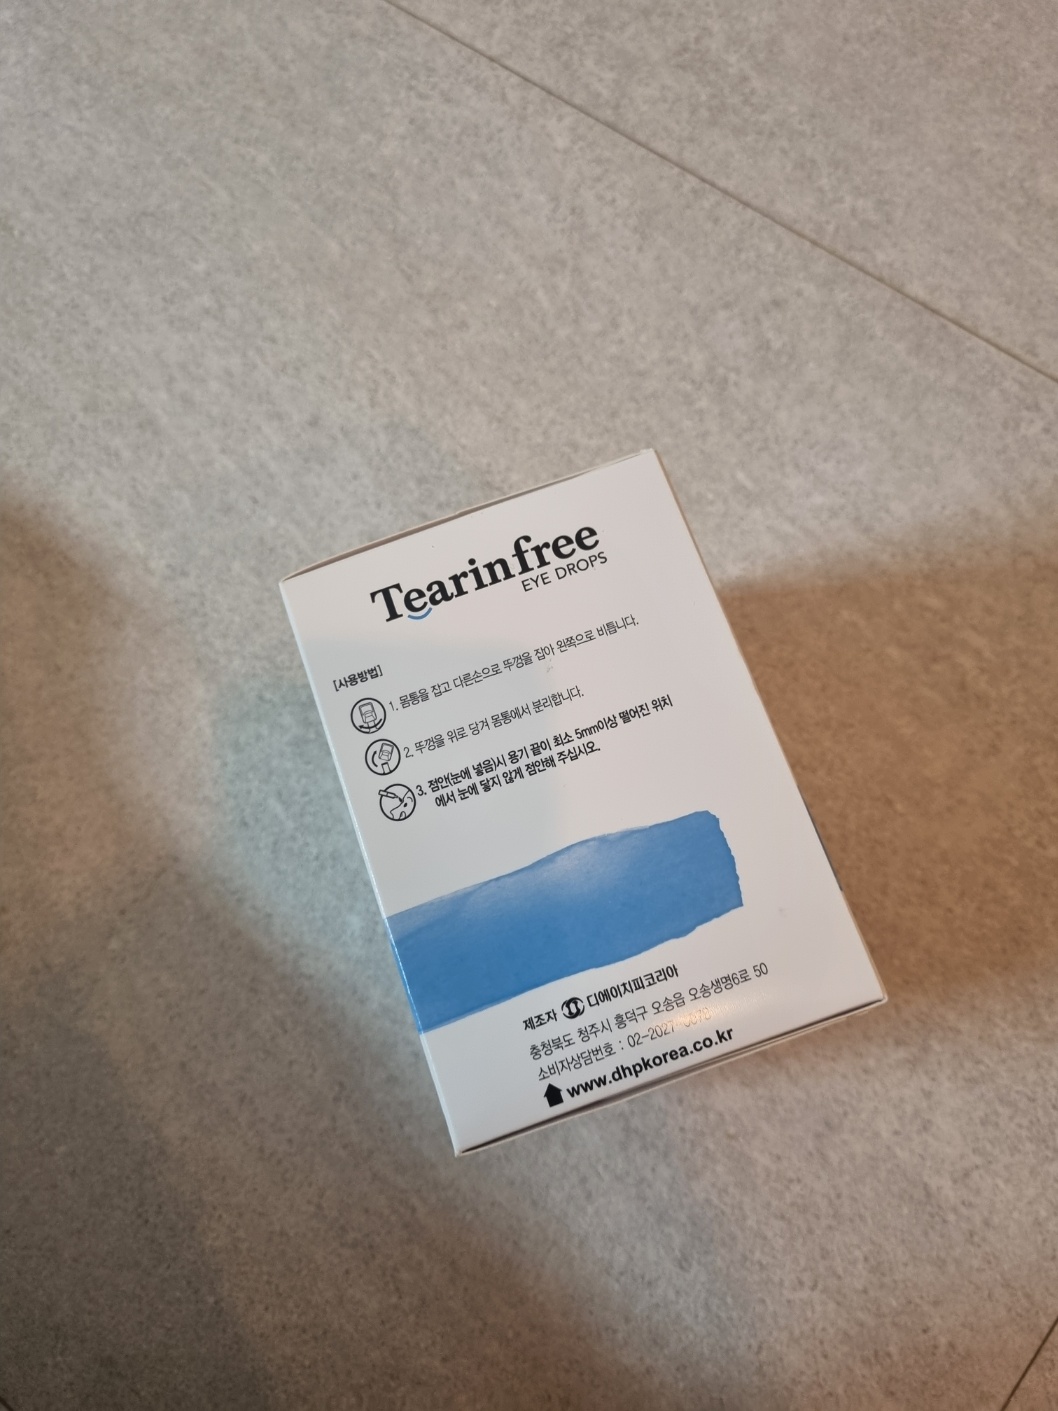 Tearinfree
EYE DROPS
[사용방법]
1. 몸통을 잡고 다른손으로 뚜껑을 잡아 왼쪽으로 비틉니다.
2. 뚜껑을 위로 당겨 몸통에서 분리합니다.
3. 점안(눈에 넣음)시 용기 끝이 최소 5mm이상 떨어진 위치
에서 눈에 닿지 않게 점안해 주십시오.
제조자 디에이치피코리아
충청북도 청주시 흥덕구 오송읍 오송생명6로 50
소비자상담번호 : 02-2027-
www.dhpkorea.co.kr